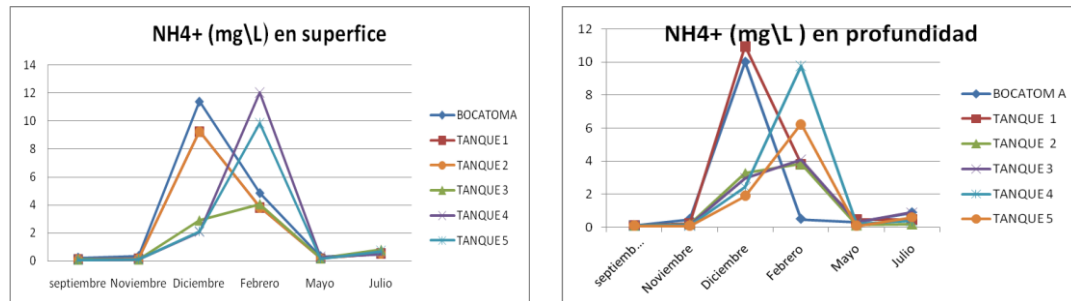 NH4+ (mg\L) en superfice
14
12
10
8
6
4
2
0
septiembre Noviembre Diciembre Febrero Mayo Julio
BOCATOMA
TANQUE 1
TANQUE 2
TANQUE 3
TANQUE 4
TANQUE 5
NH4+ (mg\L ) en profundidad
12
10
8
6
4
2
0
septiemb...
Noviembre
Diciembre
Febrero
Mayo
Julio
BOCATOM A
TANQUE 1
TANQUE 2
TANQUE 3
TANQUE 4
TANQUE 5